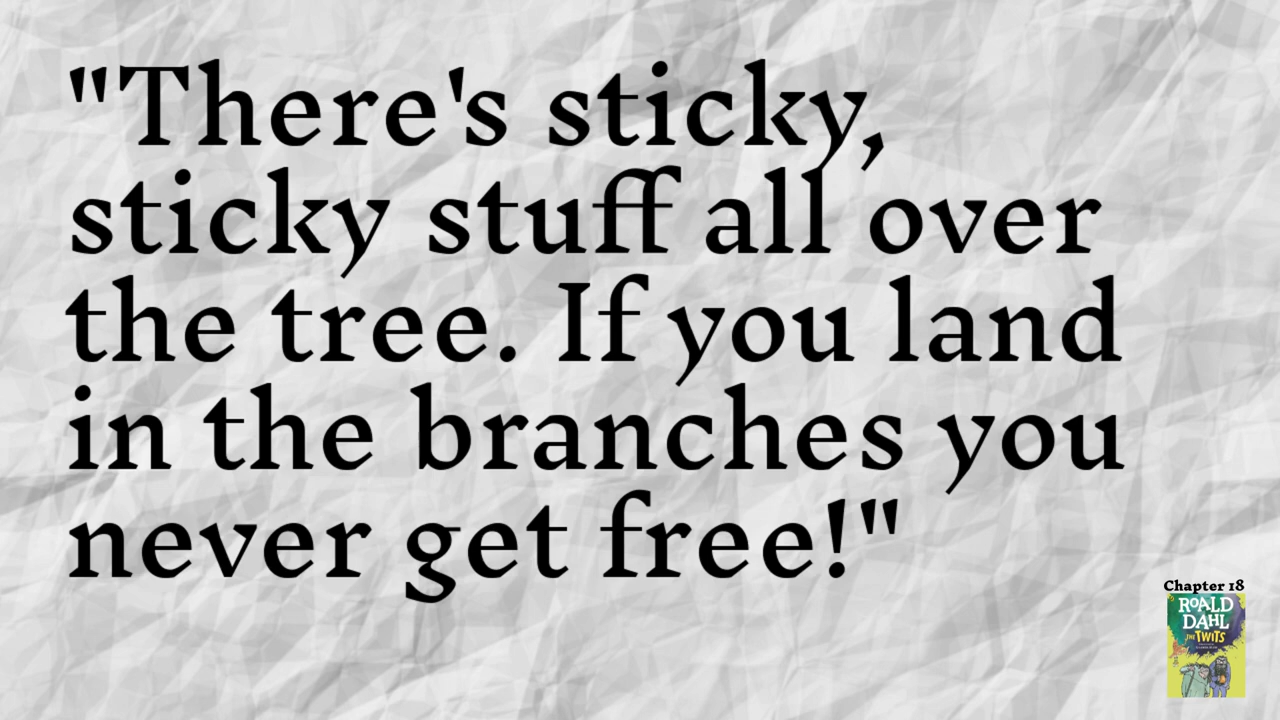 "There's sticky,
sticky stuff all over
the tree. If you land
in the branches you
never get free!"
Chapter 18
ROALD
DAHL
THE TWITS